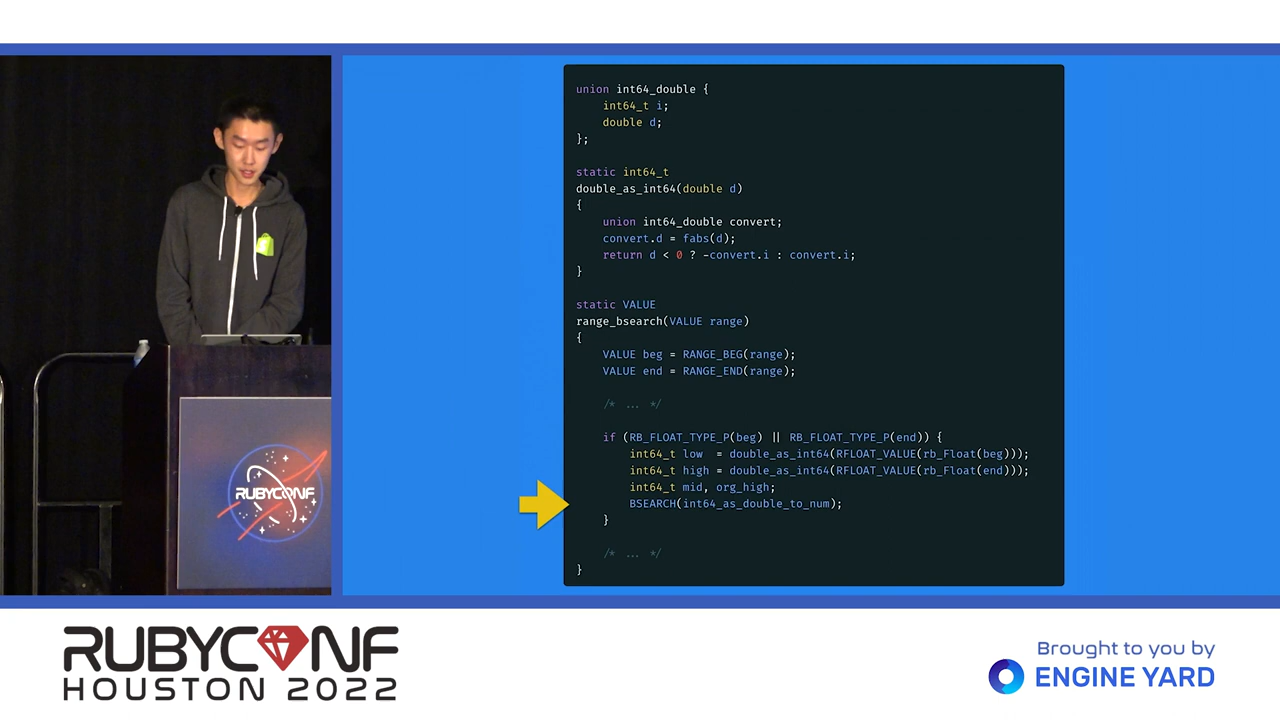 union int64_double {
    int64_t i;
    double d;
};
static int64_t
double_as_int64(double d)
{
    union int64_double convert;
    convert.d = fabs(d);
    return d < 0 ? -convert.i : convert.i;
}
static VALUE
range_bsearch(VALUE range)
{
    VALUE beg = RANGE_BEG(range);
    VALUE end = RANGE_END(range);
    /* ... */
    if (RB_FLOAT_TYPE_P(beg) || RB_FLOAT_TYPE_P(end)) {
        int64_t low  = double_as_int64(RFLOAT_VALUE(rb_Float(beg)));
        int64_t high = double_as_int64(RFLOAT_VALUE(rb_Float(end)));
        int64_t mid, org_high;
        BSEARCH(int64_as_double_to_num);
    }
    /* ... */
}
RUBYCONF
RUBYCONF
HOUSTON 2022
Brought to you by
ENGINE YARD